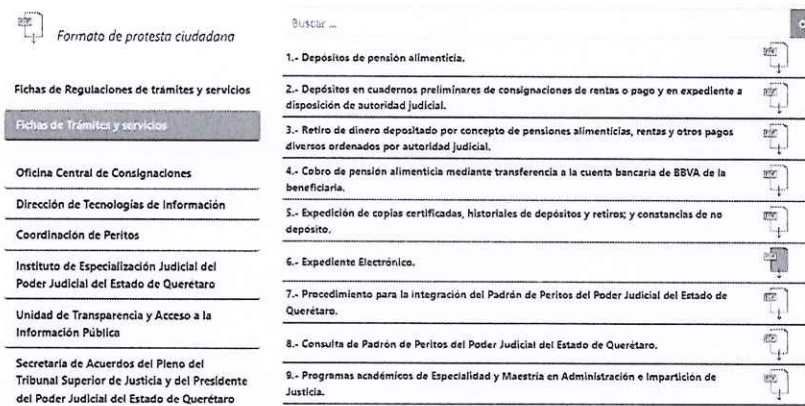 Formato de protesta ciudadana
Fichas de Regulaciones de trámites y servicios
Fichas de Trámites y servicios
Oficina Central de Consignaciones
Dirección de Tecnologías de Información
Coordinación de Peritos
Instituto de Especialización Judicial del
Poder Judicial del Estado de Querétaro
Unidad de Transparencia y Acceso a la
Información Pública
Secretaría de Acuerdos del Pleno del
Tribunal Superior de Justicia y del Presidente
del Poder Judicial del Estado de Querétaro
Buscar ...
1.- Depósitos de pensión alimenticia.
2.- Depósitos en cuadernos preliminares de consignaciones de rentas o pago y en expediente a
disposición de autoridad judicial.
3.- Retiro de dinero depositado por concepto de pensiones alimenticias, rentas y otros pagos
diversos ordenados por autoridad judicial.
4.- Cobro de pensión alimenticia mediante transferencia a la cuenta bancaria de BBVA de la
beneficiaria.
5.- Expedición de copias certificadas, historiales de depósitos y retiros; y constancias de no
depósito.
6.- Expediente Electrónico.
7.- Procedimiento para la integración del Padrón de Peritos del Poder Judicial del Estado de
Querétaro.
8.- Consulta de Padrón de Peritos del Poder Judicial del Estado de Querétaro.
9.- Programas académicos de Especialidad y Maestría en Administración e Impartición de
Justicia.